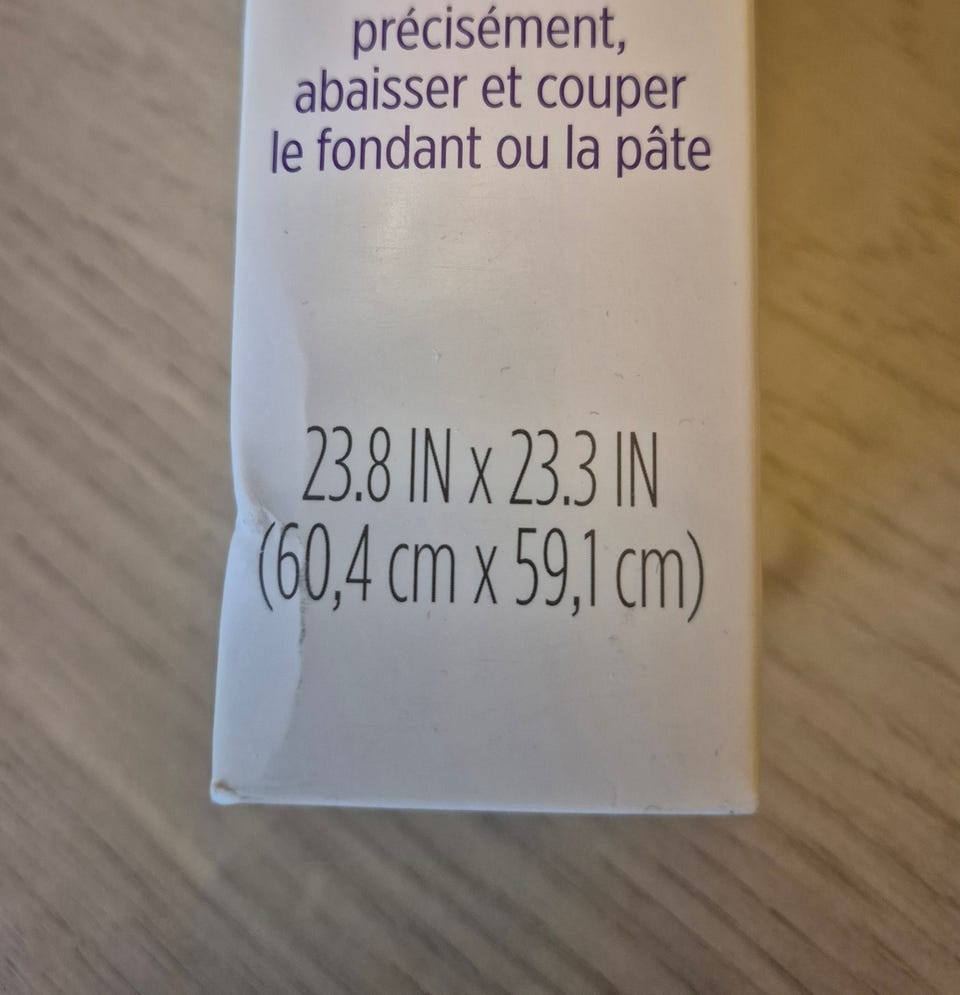 précisément,
abaisser et couper
le fondant ou la pâte
23.8 IN x 23.3 IN
(60,4 cm x 59,1 cm)